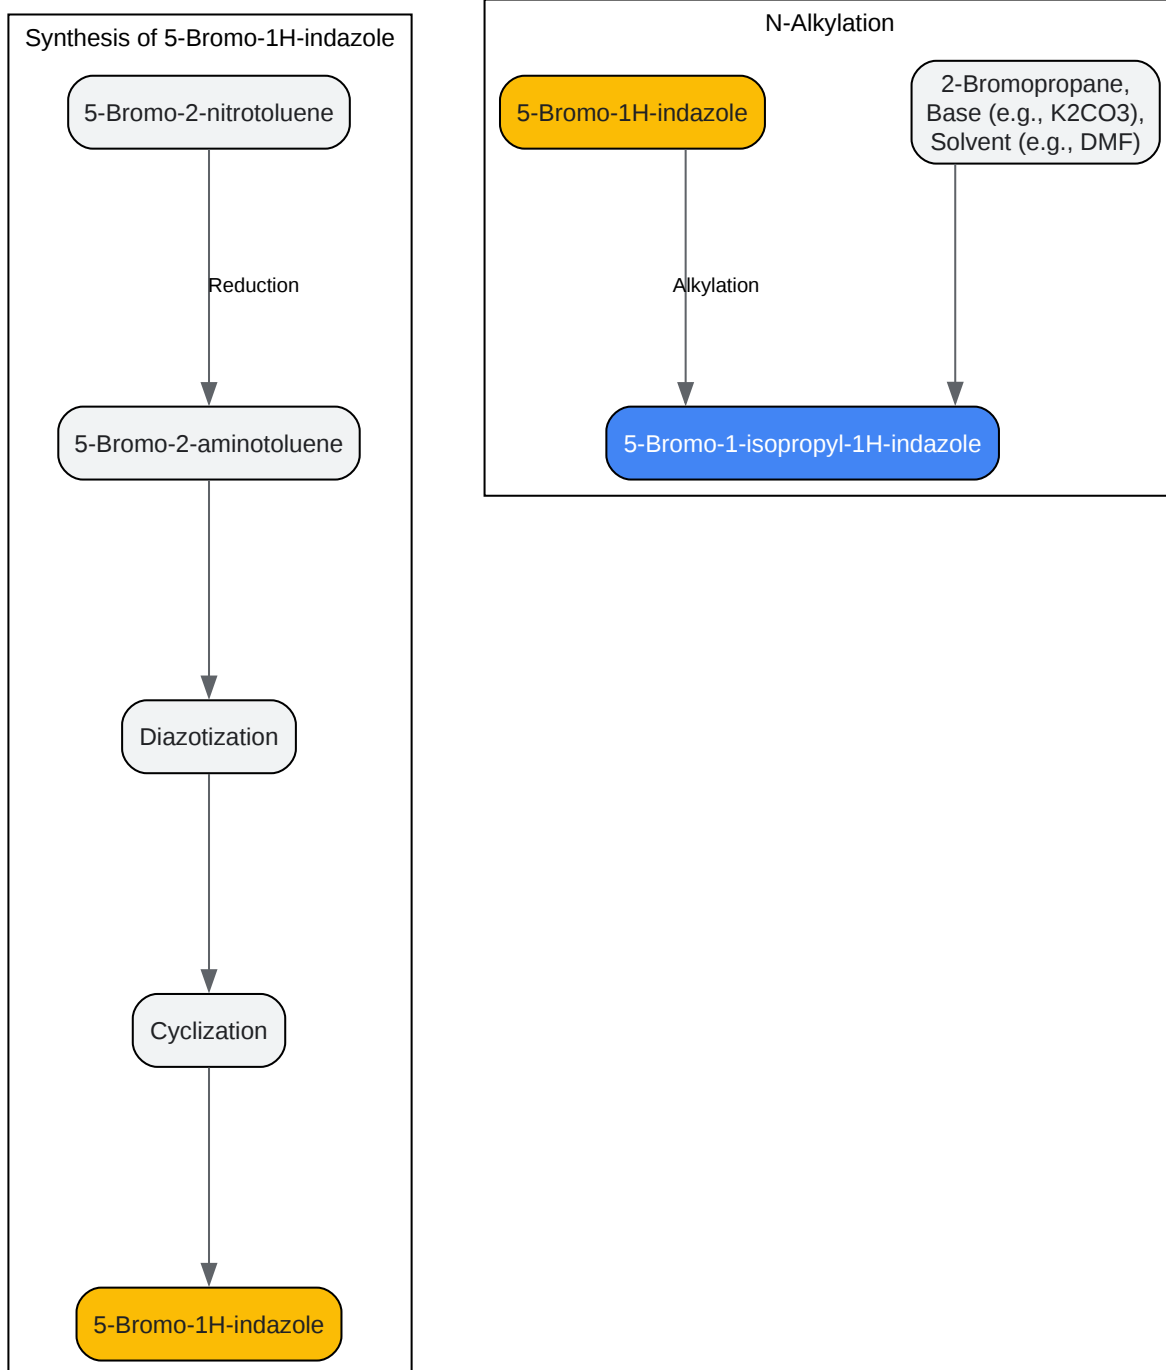 Synthesis of 5-Bromo-1H-indazole
5-Bromo-2-nitrotoluene
Reduction
5-Bromo-2-aminotoluene
Diazotization
Cyclization
5-Bromo-1H-indazole
N-Alkylation
5-Bromo-1H-indazole
2-Bromopropane,
Base (e.g., K2CO3),
Solvent (e.g., DMF)
Alkylation
5-Bromo-1-isopropyl-1H-indazole